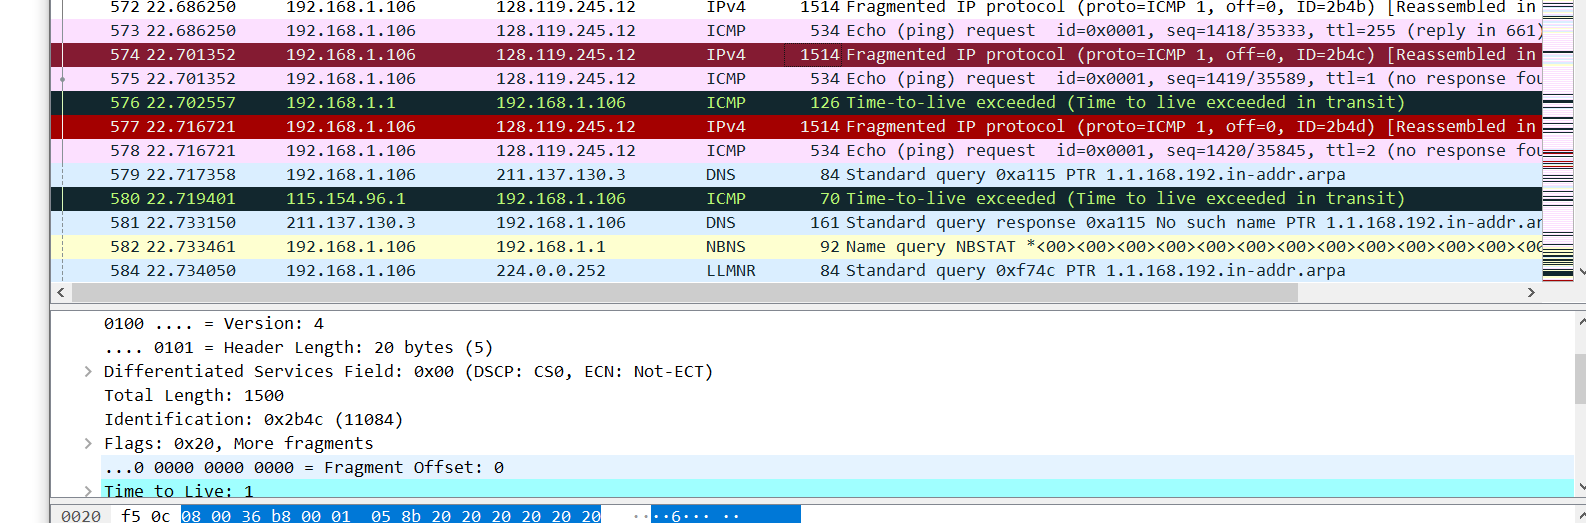 572 22.686250 192.168.1.106 128.119.245.12 IPv4 1514 Fragmented IP protocol (proto=ICMP 1, off=0, ID=2b4b) [Reassembled in
573 22.686250 192.168.1.106 128.119.245.12 ICMP 534 Echo (ping) request id=0x0001, seq=1418/35333, ttl=255 (reply in 661)
574 22.701352 192.168.1.106 128.119.245.12 IPv4 1514 Fragmented IP protocol (proto=ICMP 1, off=0, ID=2b4c) [Reassembled in
575 22.701352 192.168.1.106 128.119.245.12 ICMP 534 Echo (ping) request id=0x0001, seq=1419/35589, ttl=1 (no response fou
576 22.702557 192.168.1.1 192.168.1.106 ICMP 126 Time-to-live exceeded (Time to live exceeded in transit)
577 22.716721 192.168.1.106 128.119.245.12 IPv4 1514 Fragmented IP protocol (proto=ICMP 1, off=0, ID=2b4d) [Reassembled in
578 22.716721 192.168.1.106 128.119.245.12 ICMP 534 Echo (ping) request id=0x0001, seq=1420/35845, ttl=2 (no response fou
579 22.717358 192.168.1.106 211.137.130.3 DNS 84 Standard query 0xa115 PTR 1.1.168.192.in-addr.arpa
580 22.719401 115.154.96.1 192.168.1.106 ICMP 70 Time-to-live exceeded (Time to live exceeded in transit)
581 22.733150 211.137.130.3 192.168.1.106 DNS 161 Standard query response 0xa115 No such name PTR 1.1.168.192.in-addr.ar
582 22.733461 192.168.1.106 192.168.1.1 NBNS 92 Name query NBSTAT *<00><00><00><00><00><00><00><00><00><00><00><00><00
584 22.734050 192.168.1.106 224.0.0.252 LLMNR 84 Standard query 0xf74c PTR 1.1.168.192.in-addr.arpa
0100 .... = Version: 4
.... 0101 = Header Length: 20 bytes (5)
Differentiated Services Field: 0x00 (DSCP: CS0, ECN: Not-ECT)
Total Length: 1500
Identification: 0x2b4c (11084)
Flags: 0x20, More fragments
...0 0000 0000 0000 = Fragment Offset: 0
Time to Live: 1
0020 f5 0c 08 00 36 b8 00 01 05 8b 20 20 20 20 20 20 ····6··· ··